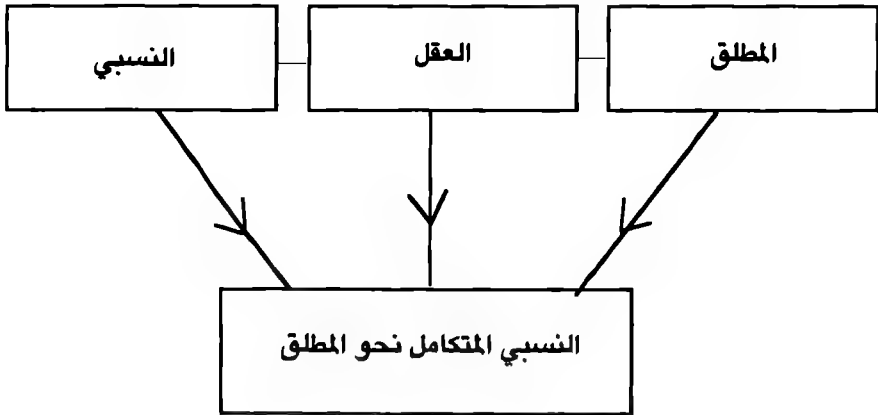 المطلق
العقل
النسبي
النسبي المتكامل نحو المطلق